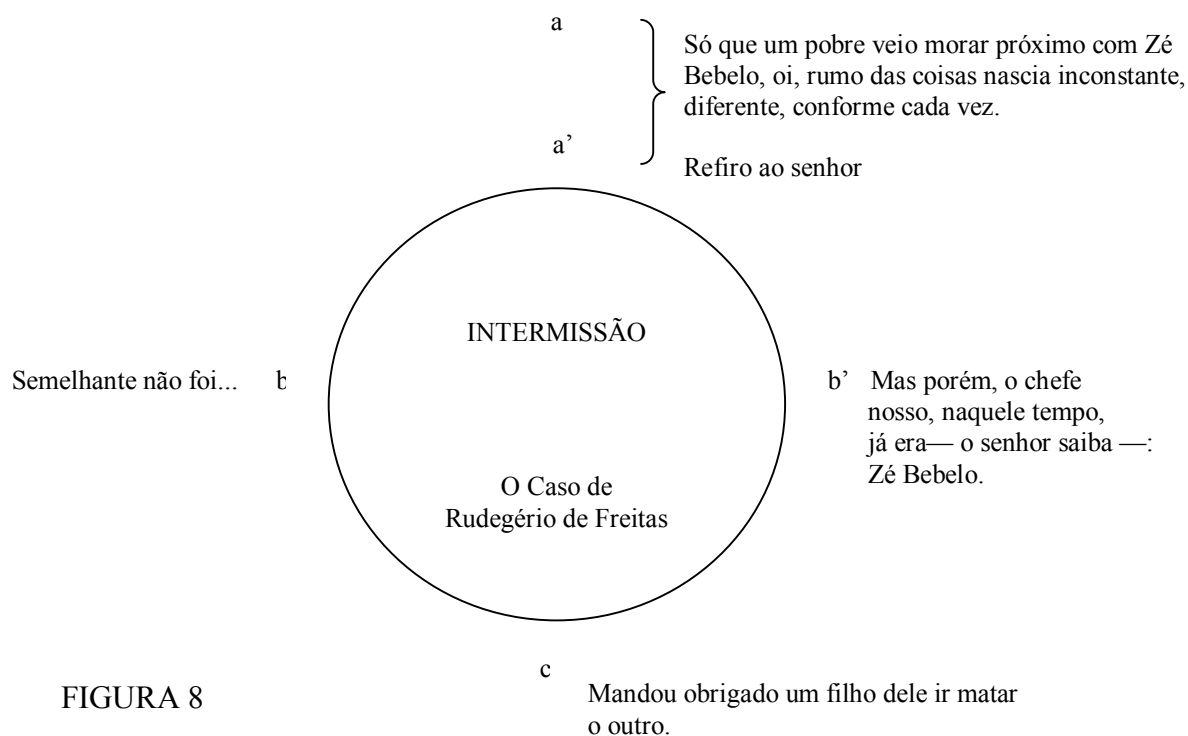 a
Só que um pobre veio morar próximo com Zé
Bebelo, oi, rumo das coisas nascia inconstante,
diferente, conforme cada vez.
a’
Refiro ao senhor
INTERMISSÃO
Semelhante não foi... b
b’ Mas porém, o chefe
nosso, naquele tempo,
já era— o senhor saiba —:
Zé Bebelo.
O Caso de
Rudegério de Freitas
c
FIGURA 8
Mandou obrigado um filho dele ir matar
o outro.